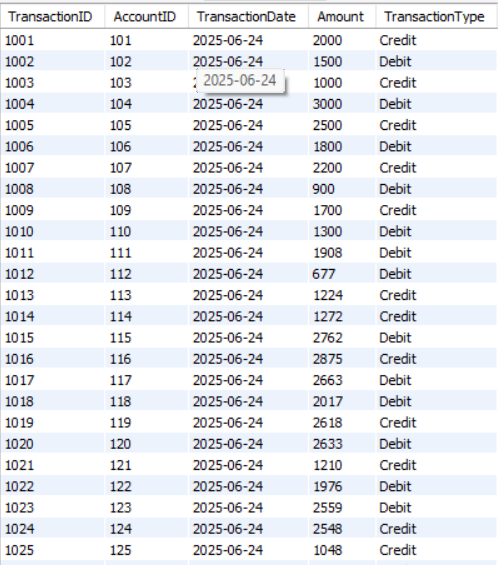 TransactionID AccountID TransactionDate Amount TransactionType
1001 101 2025-06-24 2000 Credit
1002 102 2025-06-24 1500 Debit
1003 103 2025-06-24 1000 Credit
1004 104 2025-06-24 3000 Debit
1005 105 2025-06-24 2500 Credit
1006 106 2025-06-24 1800 Debit
1007 107 2025-06-24 2200 Credit
1008 108 2025-06-24 900 Debit
1009 109 2025-06-24 1700 Credit
1010 110 2025-06-24 1300 Debit
1011 111 2025-06-24 1908 Debit
1012 112 2025-06-24 677 Debit
1013 113 2025-06-24 1224 Credit
1014 114 2025-06-24 1272 Credit
1015 115 2025-06-24 2762 Debit
1016 116 2025-06-24 2875 Credit
1017 117 2025-06-24 2663 Debit
1018 118 2025-06-24 2017 Debit
1019 119 2025-06-24 2618 Credit
1020 120 2025-06-24 2633 Debit
1021 121 2025-06-24 1210 Credit
1022 122 2025-06-24 1976 Debit
1023 123 2025-06-24 2559 Debit
1024 124 2025-06-24 2548 Credit
1025 125 2025-06-24 1048 Credit